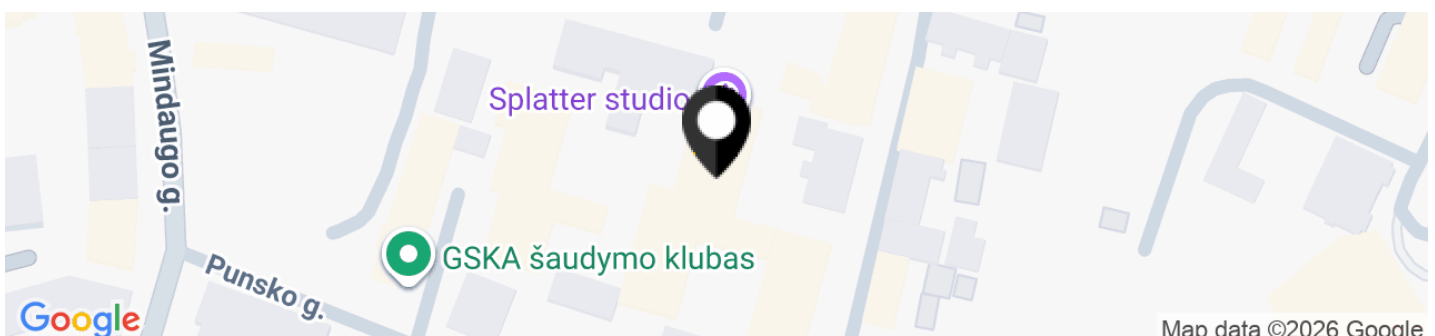 Mindaugo g.
Splatter studio
GSKA šaudymo klubas
Punsko g.
Google
Map data ©2026 Google